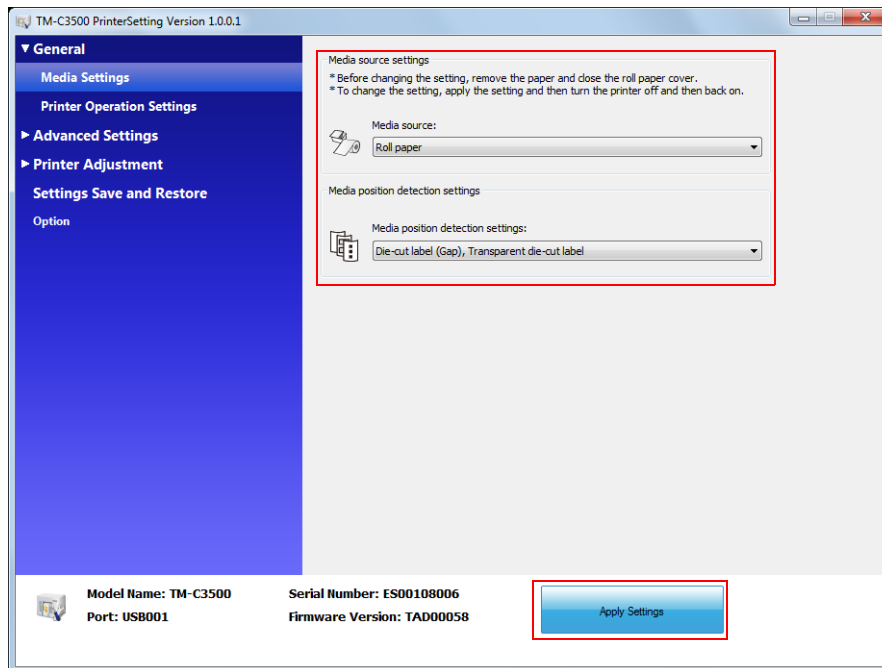 TM-C3500 PrinterSetting Version 1.0.0.1
General
Media Settings
Printer Operation Settings
Advanced Settings
Printer Adjustment
Settings Save and Restore
Option
Media source settings
*Before changing the setting, remove the paper and close the roll paper cover.
*To change the setting, apply the setting and then turn the printer off and then back on.
Media source:
Roll paper
Media position detection settings
Media position detection settings:
Die-cut label (Gap), Transparent die-cut label
Model Name: TM-C3500
Serial Number: ES00108006
Port: USB001
Firmware Version: TAD00058
Apply Settings